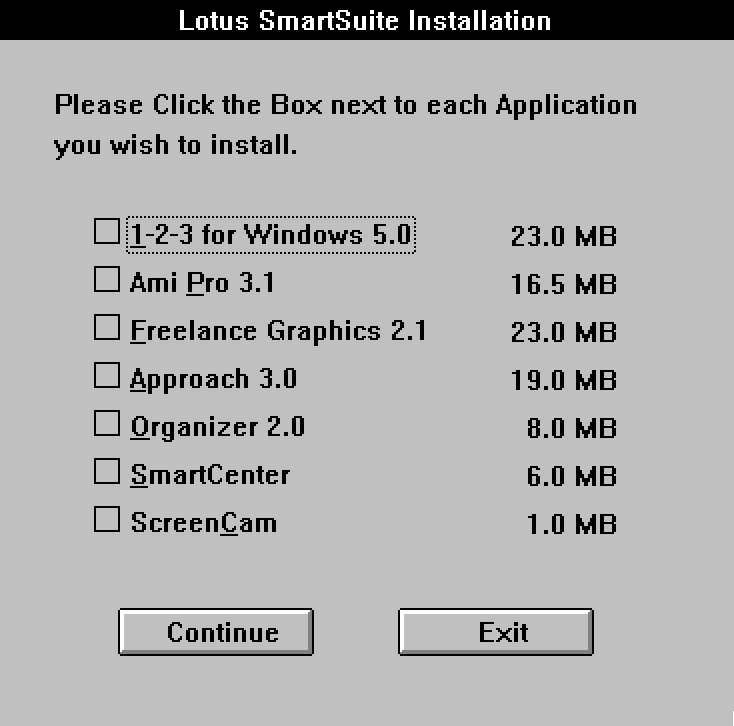 Lotus SmartSuite Installation
Please Click the Box next to each Application
you wish to install.
1-2-3 for Windows 5.0 23.0 MB
Ami Pro 3.1 16.5 MB
Freelance Graphics 2.1 23.0 MB
Approach 3.0 19.0 MB
Organizer 2.0 8.0 MB
SmartCenter 6.0 MB
ScreenCam 1.0 MB
Continue Exit